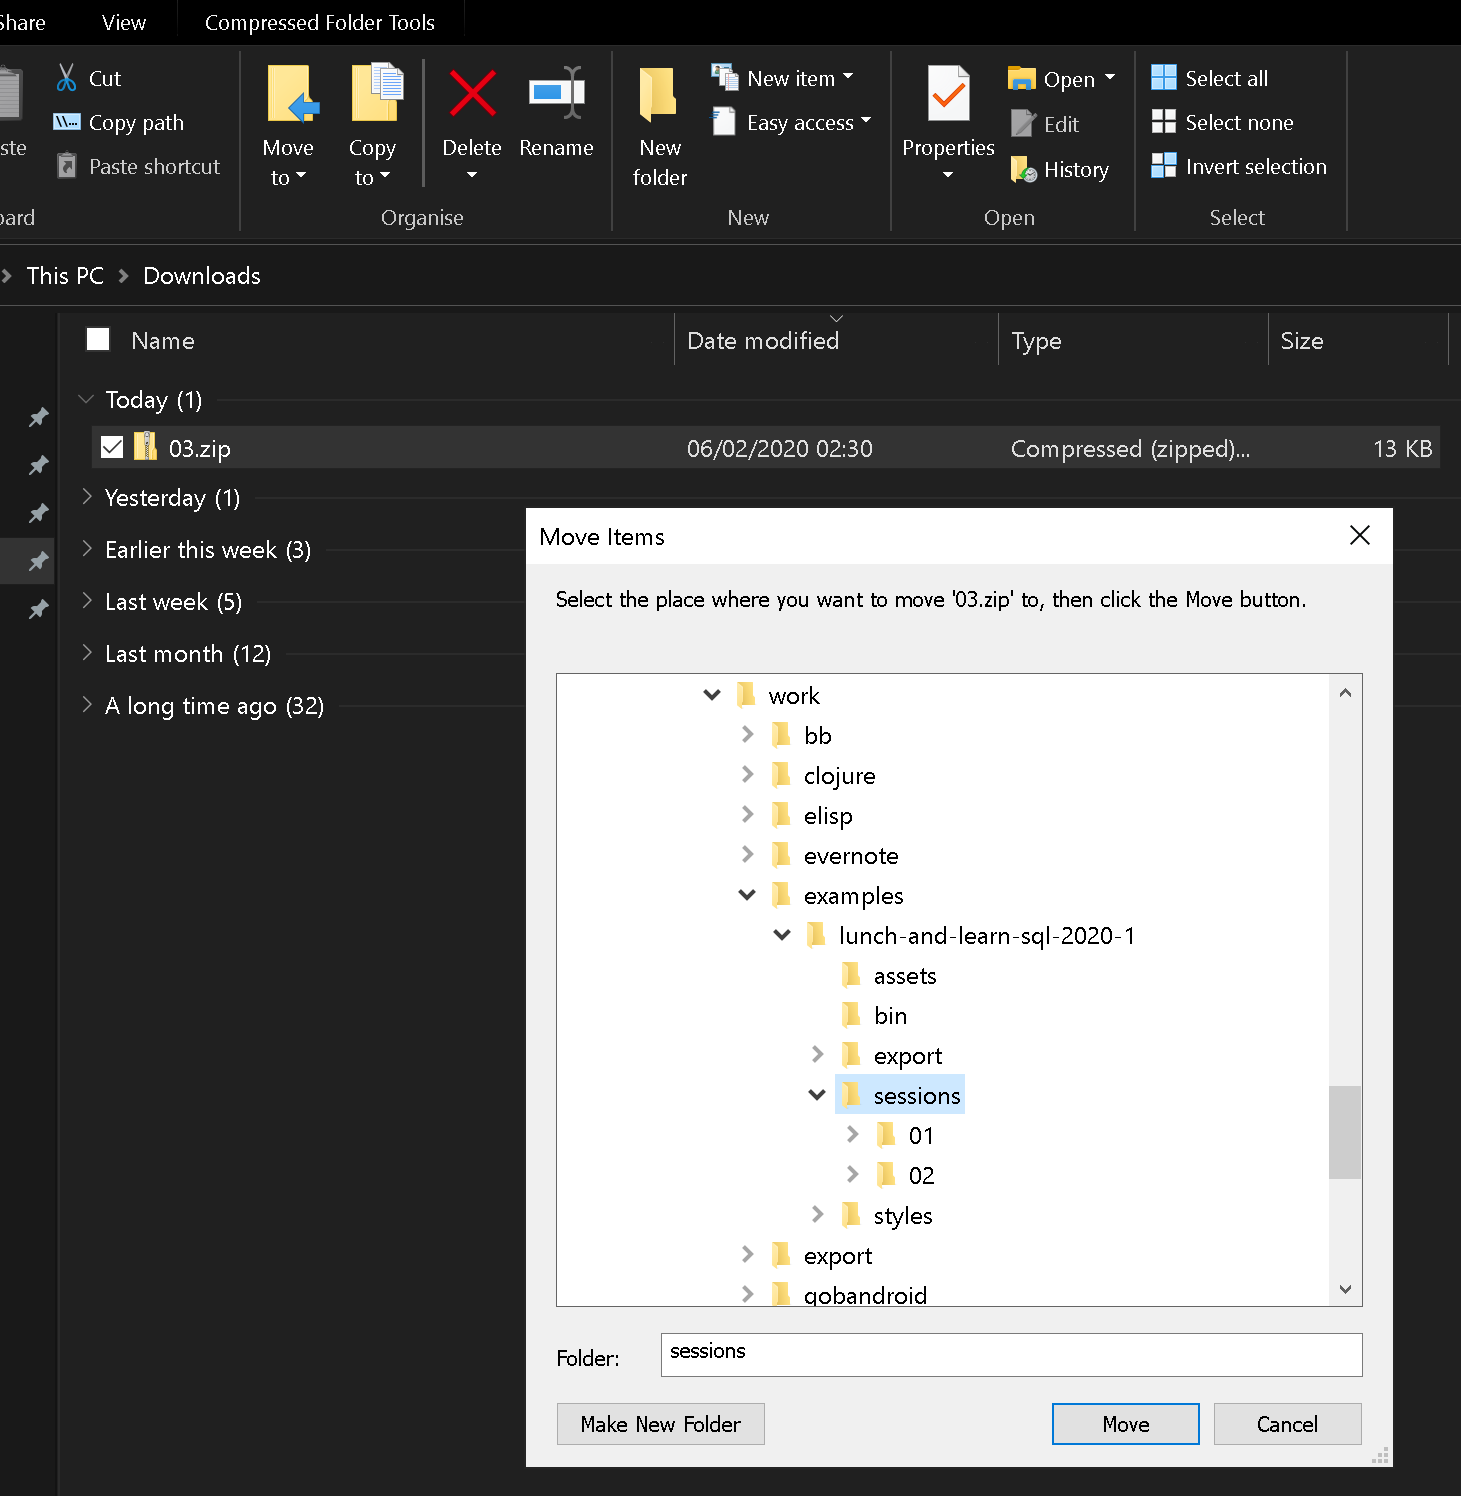 Share View Compressed Folder Tools
Cut
Copy path
Paste shortcut
Move to
Copy to
Delete
Rename
Organise
New folder
New item
Easy access
New
Properties
Open
Edit
History
Open
Select all
Select none
Invert selection
Select
This PC > Downloads
Name Date modified Type Size
Today (1)
03.zip 06/02/2020 02:30 Compressed (zipped)... 13 KB
Yesterday (1)
Earlier this week (3)
Last week (5)
Last month (12)
A long time ago (32)
Move Items
Select the place where you want to move '03.zip' to, then click the Move button.
work
bb
clojure
elisp
evernote
examples
lunch-and-learn-sql-2020-1
assets
bin
export
sessions
01
02
styles
export
gobandroid
Folder: sessions
Make New Folder Move Cancel